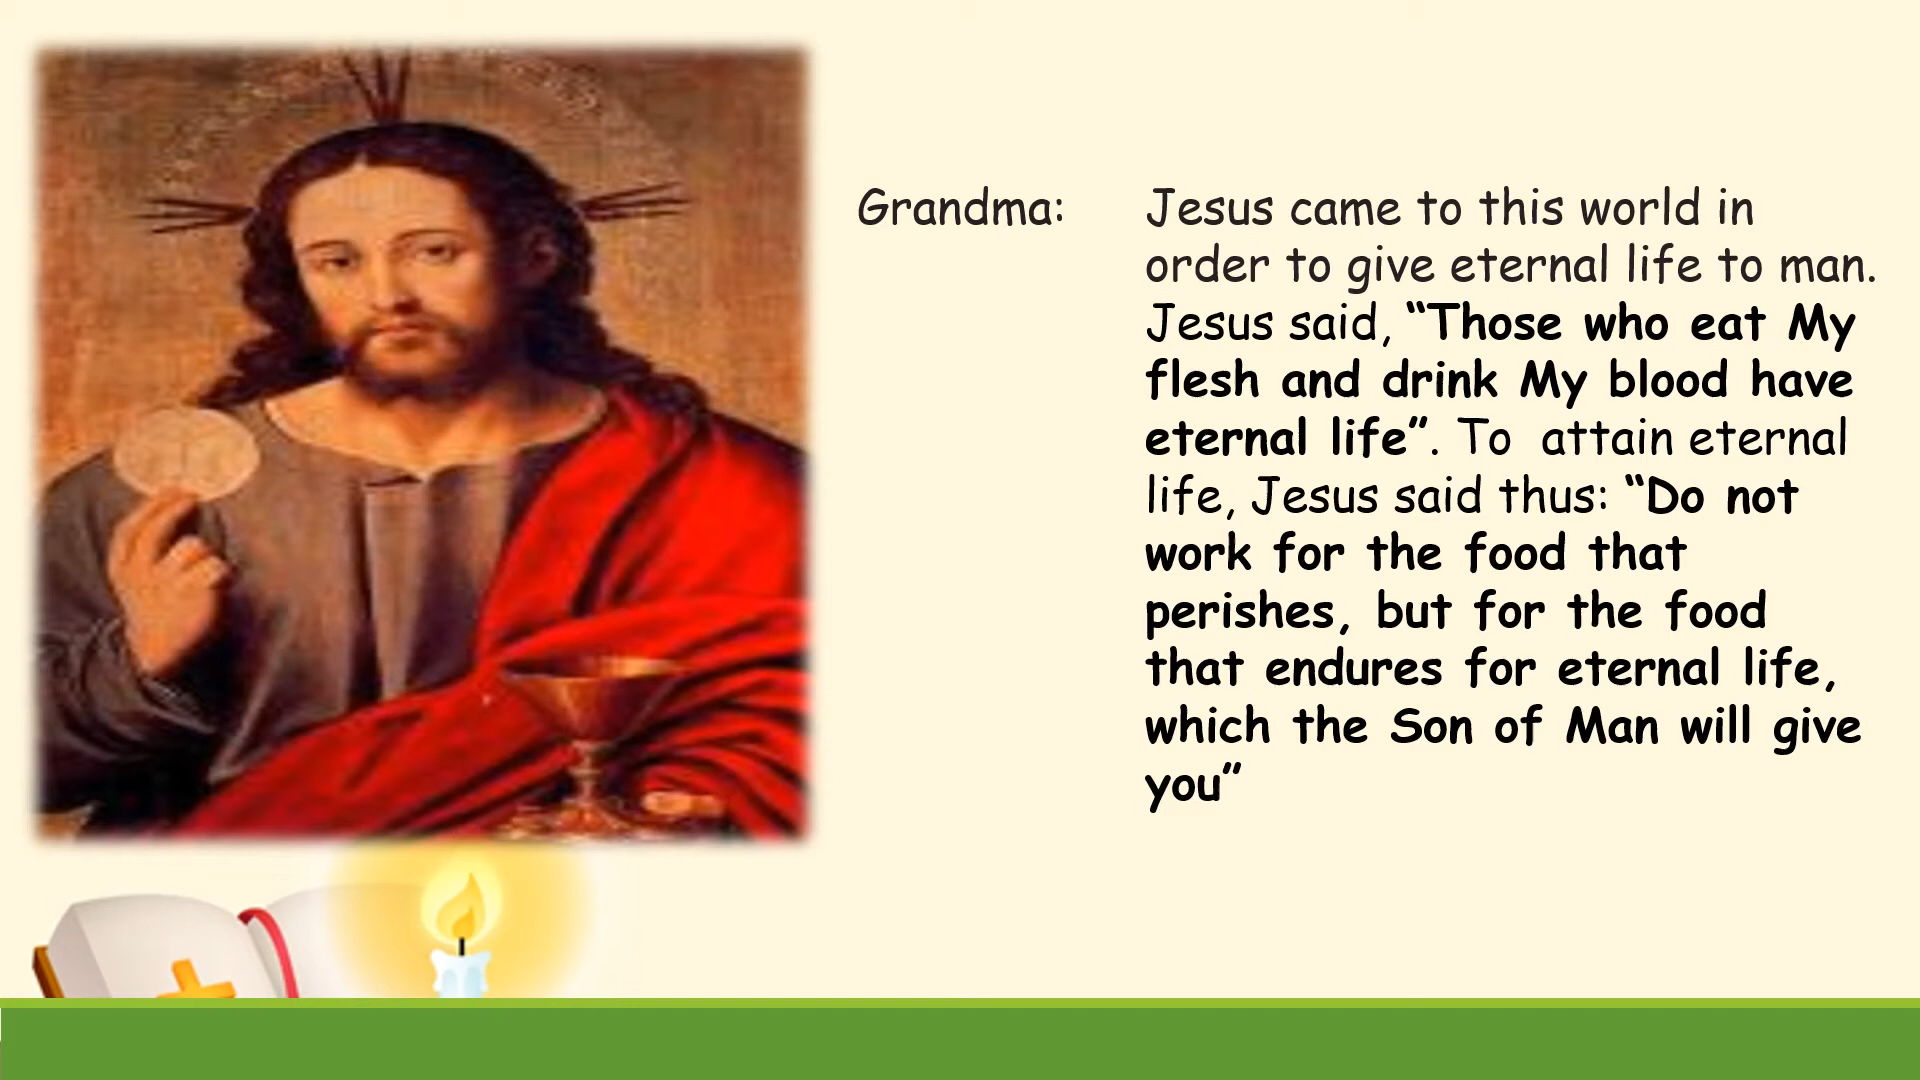 Grandma: Jesus came to this world in
order to give eternal life to man.
Jesus said, “Those who eat My
flesh and drink My blood have
eternal life”. To attain eternal
life, Jesus said thus: “Do not
work for the food that
perishes, but for the food
that endures for eternal life,
which the Son of Man will give
you”